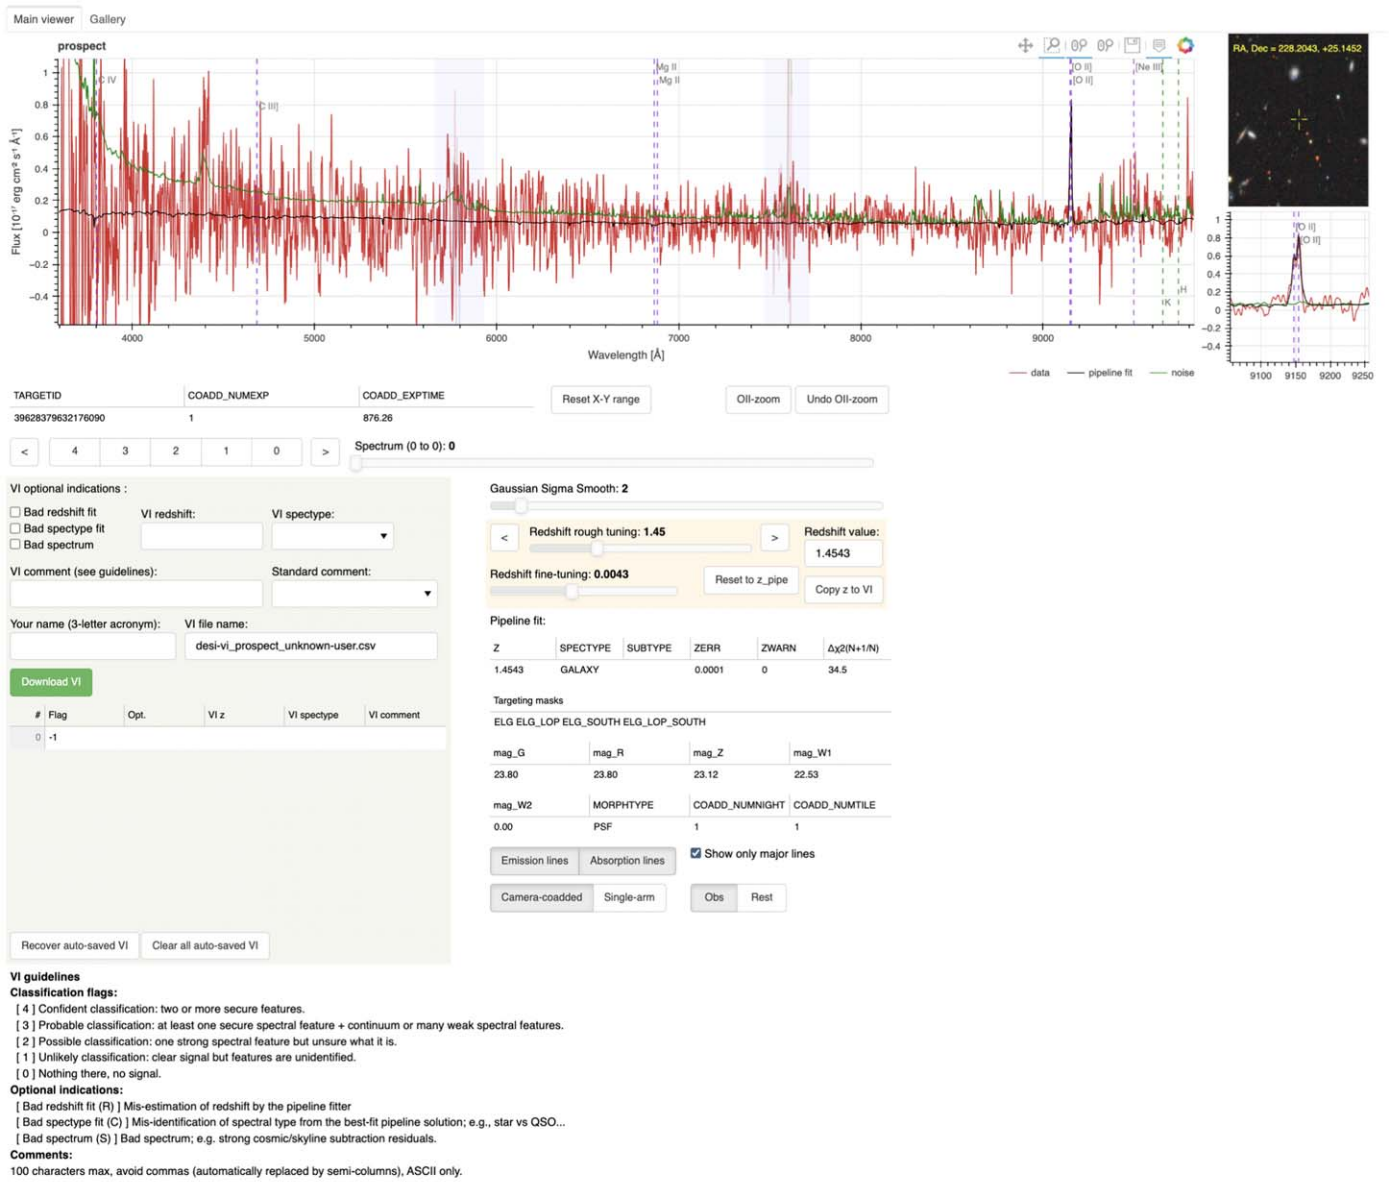 Main viewer Gallery
prospect
RA, Dec = 228.2043, +25.1452
C IV
C III]
Mg II
Mg II
[O II]
[O II]
[Ne III]
K
H
Flux [10⁻¹⁷ erg cm⁻² s⁻¹ Å⁻¹]
1
0.8
0.6
0.4
0.2
0
−0.2
−0.4
4000 5000 6000 7000 8000 9000
Wavelength [Å]
data pipeline fit noise
[O II]
[O II]
1
0.8
0.6
0.4
0.2
0
-0.2
-0.4
9100 9150 9200 9250
TARGETID COADD_NUMEXP COADD_EXPTIME
39628379632176090 1 876.26
Reset X-Y range OII-zoom Undo OII-zoom
< 4 3 2 1 0 >
Spectrum (0 to 0): 0
VI optional indications :
Bad redshift fit
Bad spectype fit
Bad spectrum
VI redshift: VI spectype:
VI comment (see guidelines): Standard comment:
Your name (3-letter acronym): VI file name:
desi-vi_prospect_unknown-user.csv
Download VI
# Flag Opt. VI z VI spectype VI comment
0 -1
Recover auto-saved VI Clear all auto-saved VI
Gaussian Sigma Smooth: 2
< Redshift rough tuning: 1.45 > Redshift value:
1.4543
Redshift fine-tuning: 0.0043 Reset to z_pipe Copy z to VI
Pipeline fit:
Z SPECTYPE SUBTYPE ZERR ZWARN Δχ2(N+1/N)
1.4543 GALAXY 0.0001 0 34.5
Targeting masks
ELG ELG_LOP ELG_SOUTH ELG_LOP_SOUTH
mag_G mag_R mag_Z mag_W1
23.80 23.80 23.12 22.53
mag_W2 MORPHTYPE COADD_NUMNIGHT COADD_NUMTILE
0.00 PSF 1 1
Emission lines Absorption lines Show only major lines
Camera-coadded Single-arm Obs Rest
VI guidelines
Classification flags:
[ 4 ] Confident classification: two or more secure features.
[ 3 ] Probable classification: at least one secure spectral feature + continuum or many weak spectral features.
[ 2 ] Possible classification: one strong spectral feature but unsure what it is.
[ 1 ] Unlikely classification: clear signal but features are unidentified.
[ 0 ] Nothing there, no signal.
Optional indications:
[ Bad redshift fit (R) ] Mis-estimation of redshift by the pipeline fitter
[ Bad spectype fit (C) ] Mis-identification of spectral type from the best-fit pipeline solution; e.g., star vs QSO...
[ Bad spectrum (S) ] Bad spectrum; e.g. strong cosmic/skyline subtraction residuals.
Comments:
100 characters max, avoid commas (automatically replaced by semi-columns), ASCII only.